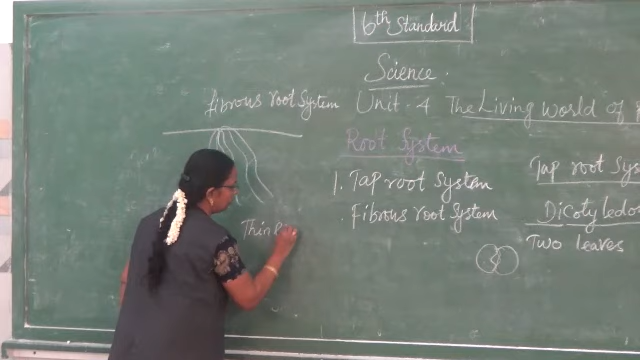 6th Standard
Science.
fibrous root System
Unit. 4 The Living world of
Root System
1. Tap root System
Tap root Sys
. Fibrous root System
Dicotyledo
Two leaves
Thin